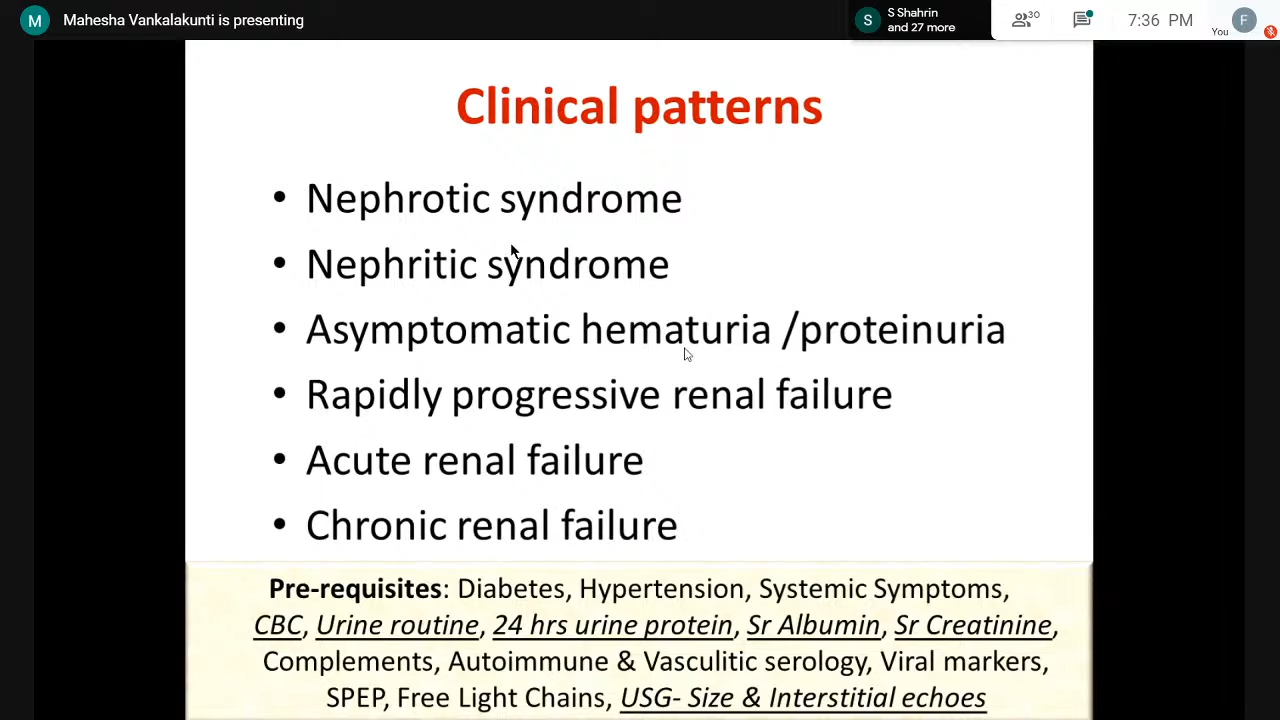 M Mahesha Vankalakunti is presenting
S S Shahrin
and 27 more
30
7:36 PM
You
F
Clinical patterns
• Nephrotic syndrome
• Nephritic syndrome
• Asymptomatic hematuria /proteinuria
• Rapidly progressive renal failure
• Acute renal failure
• Chronic renal failure
Pre-requisites: Diabetes, Hypertension, Systemic Symptoms,
CBC, Urine routine, 24 hrs urine protein, Sr Albumin, Sr Creatinine,
Complements, Autoimmune & Vasculitic serology, Viral markers,
SPEP, Free Light Chains, USG- Size & Interstitial echoes